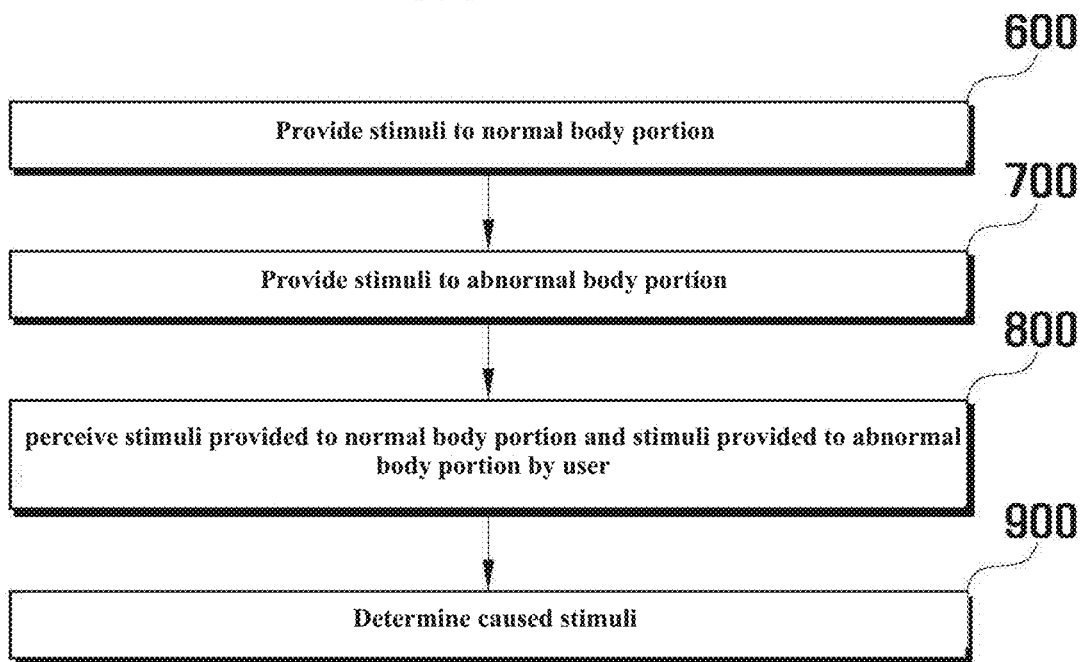 600
Provide stimuli to normal body portion
700
Provide stimuli to abnormal body portion
800
perceive stimuli provided to normal body portion and stimuli provided to abnormal
body portion by user
900
Determine caused stimuli